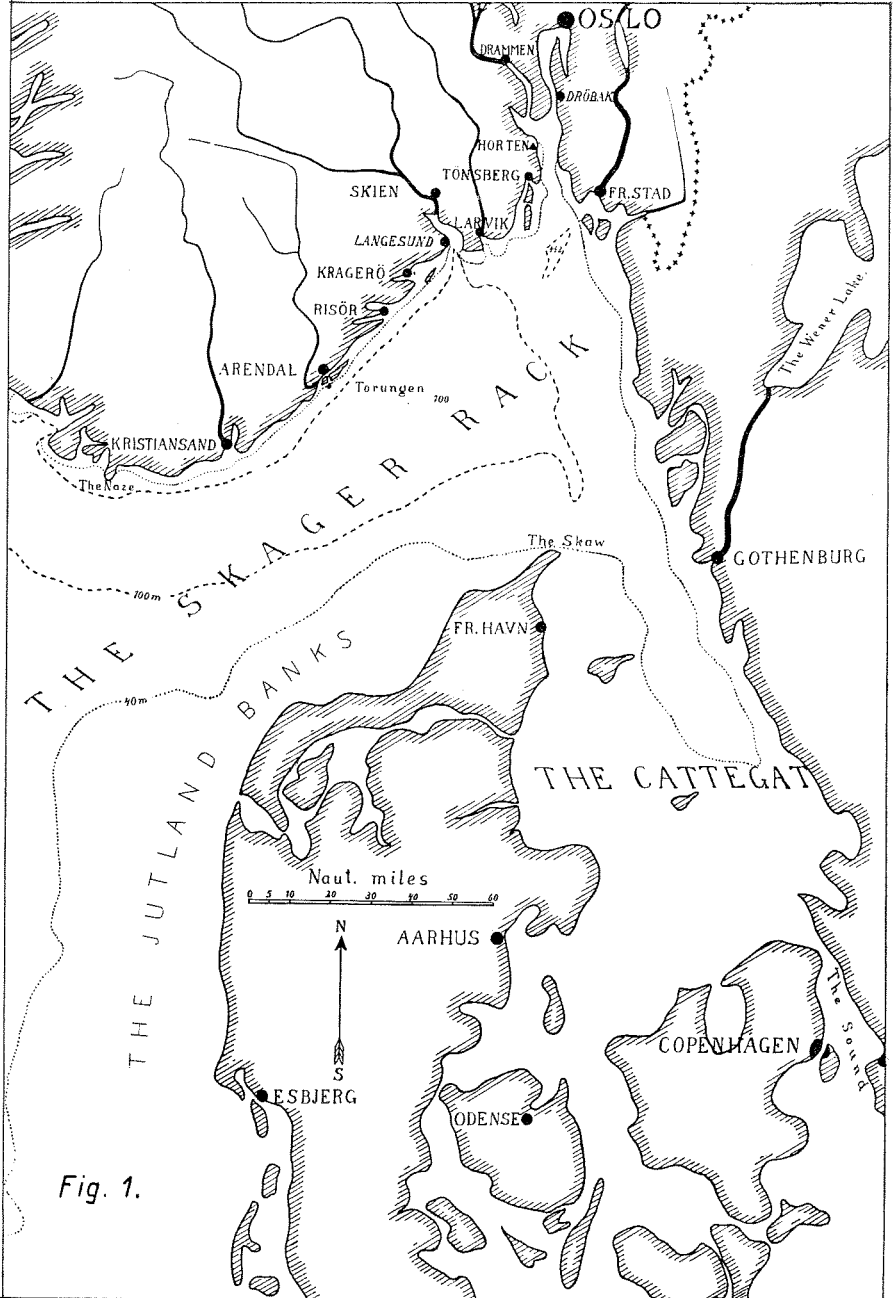 OSLO
DRAMMEN
DRÖBAK
HORTEN
TÖNSBERG
SKIEN
FR.STAD
LARVIK
LANGESUND
KRAGERÖ
The Wener Lake.
RISÖR
ARENDAL
Torungen
100
KRISTIANSAND
The Naze
THE SKAGER RACK
The Skaw
GOTHENBURG
100m
FR.HAVN
40m
THE JUTLAND BANKS
THE CATTEGAT
Naut. miles
0 5 10 20 30 40 50 60
N
AARHUS
S
The Sound
COPENHAGEN
ESBJERG
ODENSE
Fig. 1.